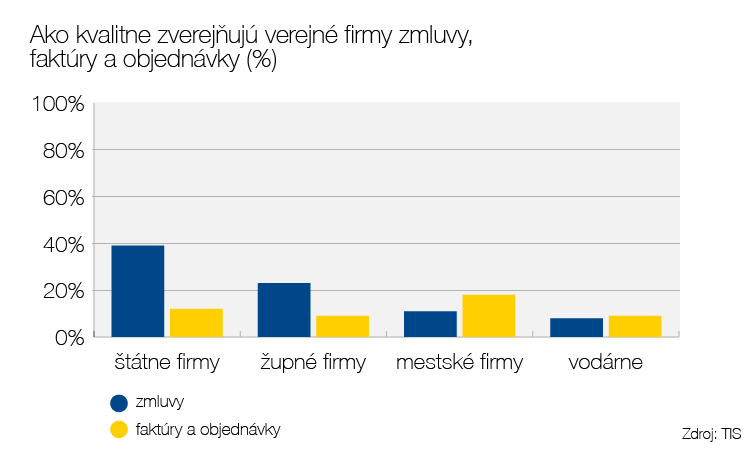 Ako kvalitne zverejňujú verejné firmy zmluvy,
faktúry a objednávky (%)
100%
80%
60%
40%
20%
0%
štátne firmy
župné firmy
mestské firmy
vodárne
zmluvy
faktúry a objednávky
Zdroj: TIS